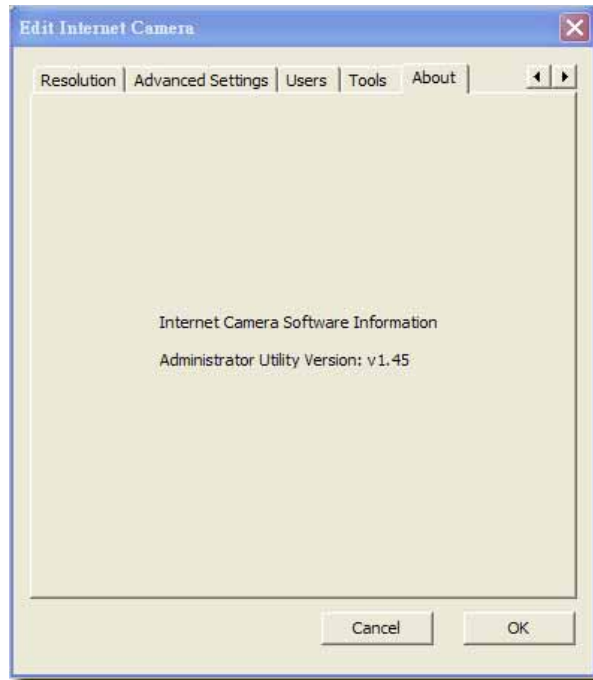 Edit Internet Camera
Resolution Advanced Settings Users Tools About
Internet Camera Software Information
Administrator Utility Version: v1.45
Cancel OK